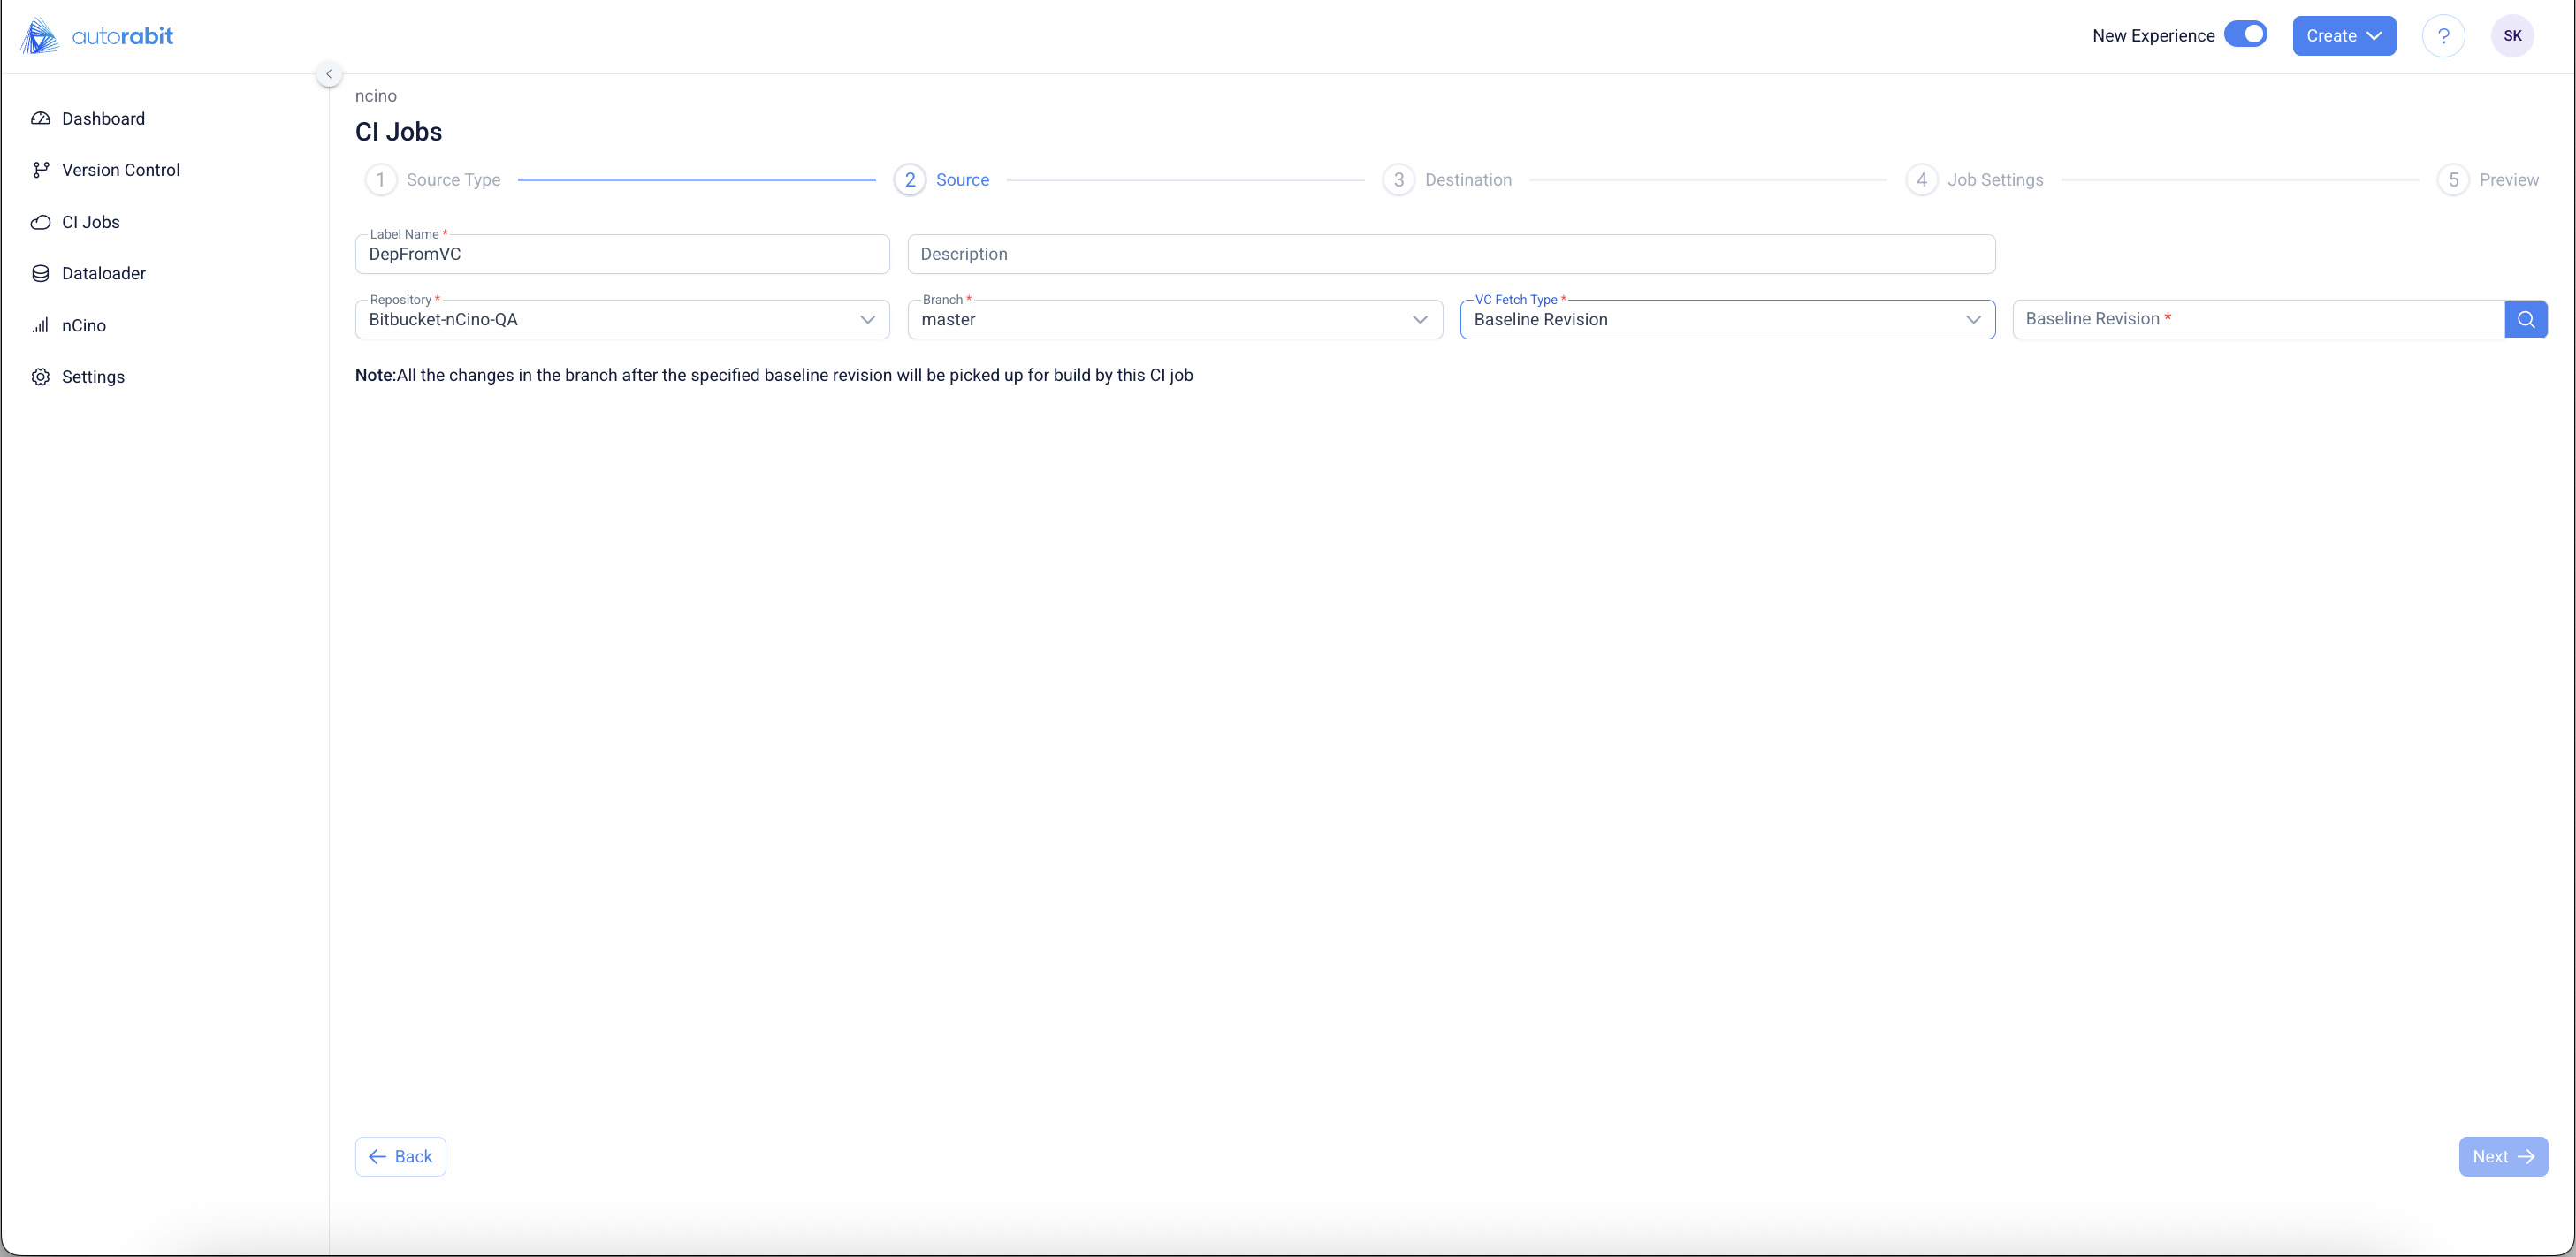 autorabit
New Experience
Create
?
SK
Dashboard
Version Control
CI Jobs
Dataloader
nCino
Settings
ncino
CI Jobs
1 Source Type
2 Source
3 Destination
4 Job Settings
5 Preview
Label Name *
DepFromVC
Description
Repository *
Bitbucket-nCino-QA
Branch *
master
VC Fetch Type *
Baseline Revision
Baseline Revision *
Note:All the changes in the branch after the specified baseline revision will be picked up for build by this CI job
Back
Next